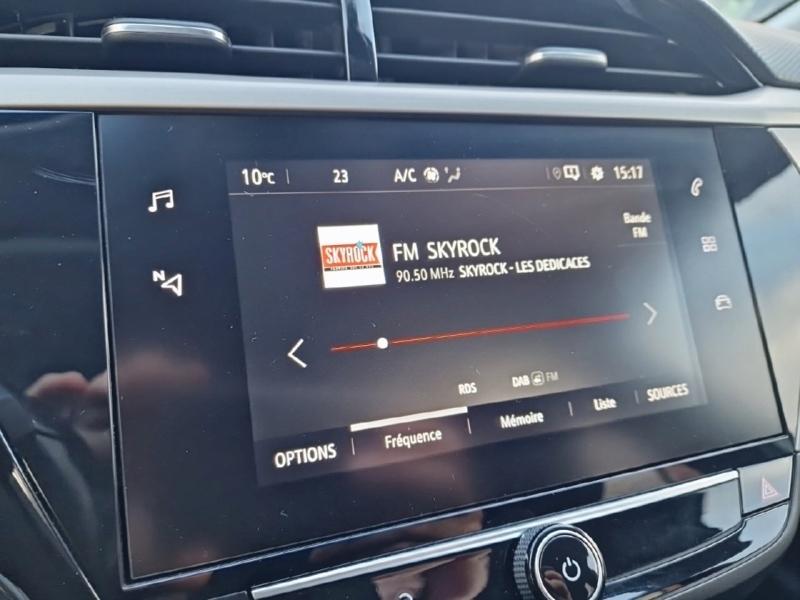 10°C 23 A/C 15:17
Bande
FM
SKYROCK
FM SKYROCK
90.50 MHz SKYROCK - LES DEDICACES
N
RDS DAB FM
OPTIONS Fréquence Mémoire Liste SOURCES